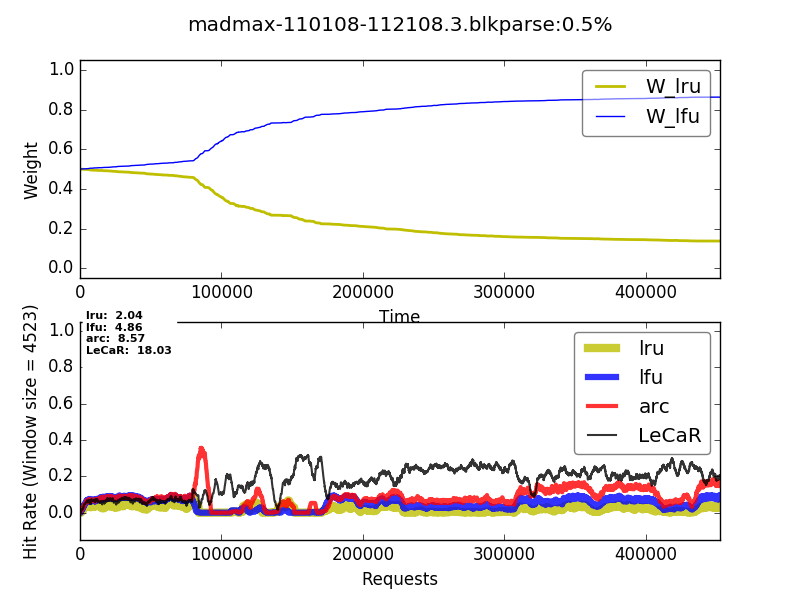 madmax-110108-112108.3.blkparse:0.5%
1.0
0.8
0.6
0.4
0.2
0.0
Weight
W_lru
W_lfu
0 100000 200000 300000 400000
Time
lru: 2.04
lfu: 4.86
arc: 8.57
LeCaR: 18.03
1.0
0.8
0.6
0.4
0.2
0.0
Hit Rate (Window size = 4523)
lru
lfu
arc
LeCaR
0 100000 200000 300000 400000
Requests